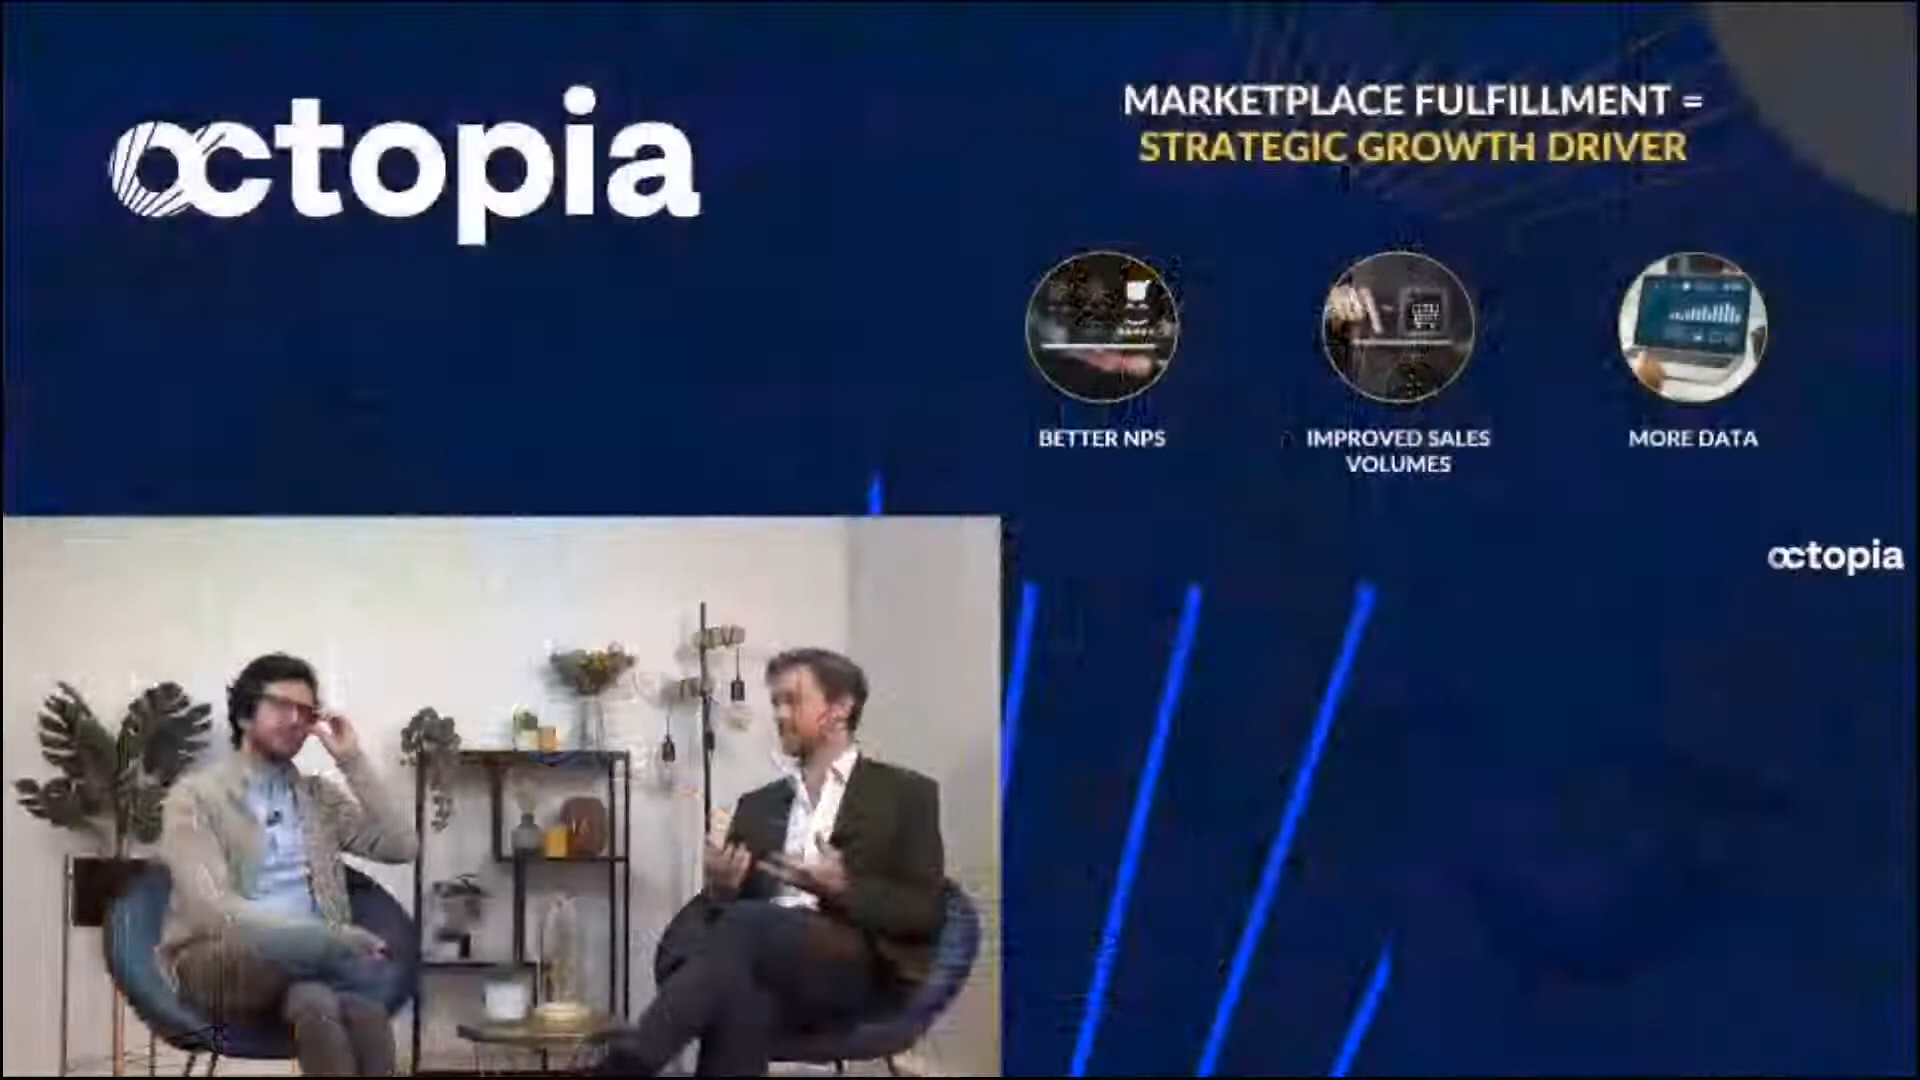 octopia
MARKETPLACE FULFILLMENT =
STRATEGIC GROWTH DRIVER
BETTER NPS
IMPROVED SALES
VOLUMES
MORE DATA
octopia